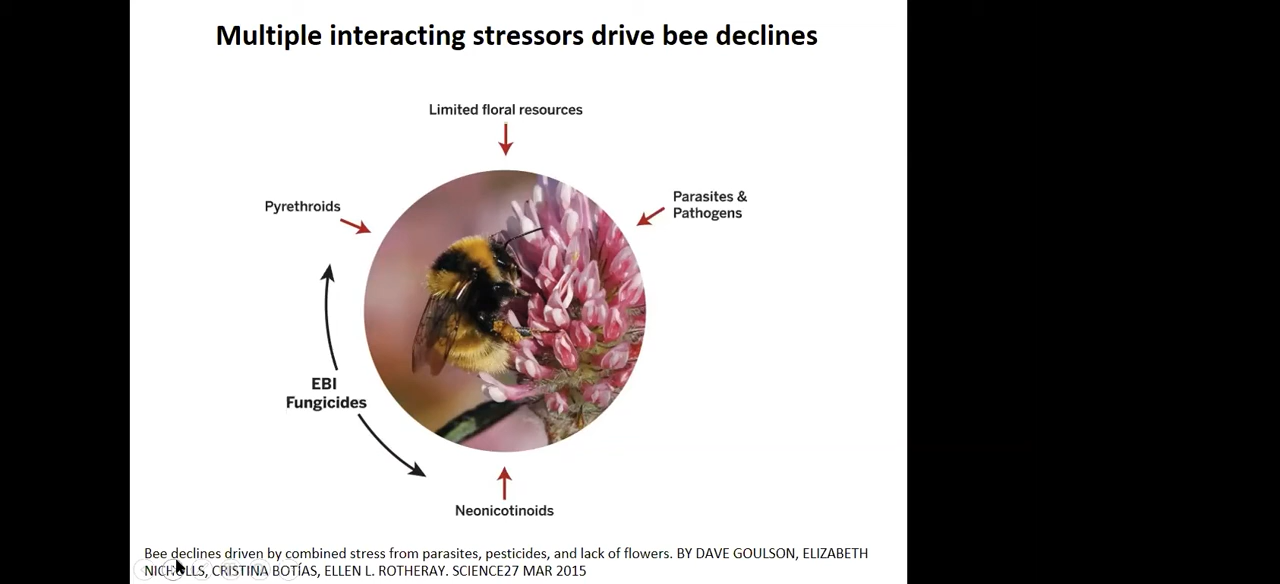 Multiple interacting stressors drive bee declines
Limited floral resources
Parasites &
Pathogens
Pyrethroids
EBI
Fungicides
Neonicotinoids
Bee declines driven by combined stress from parasites, pesticides, and lack of flowers. BY DAVE GOULSON, ELIZABETH
NICHOLLS, CRISTINA BOTÍAS, ELLEN L. ROTHERAY. SCIENCE27 MAR 2015